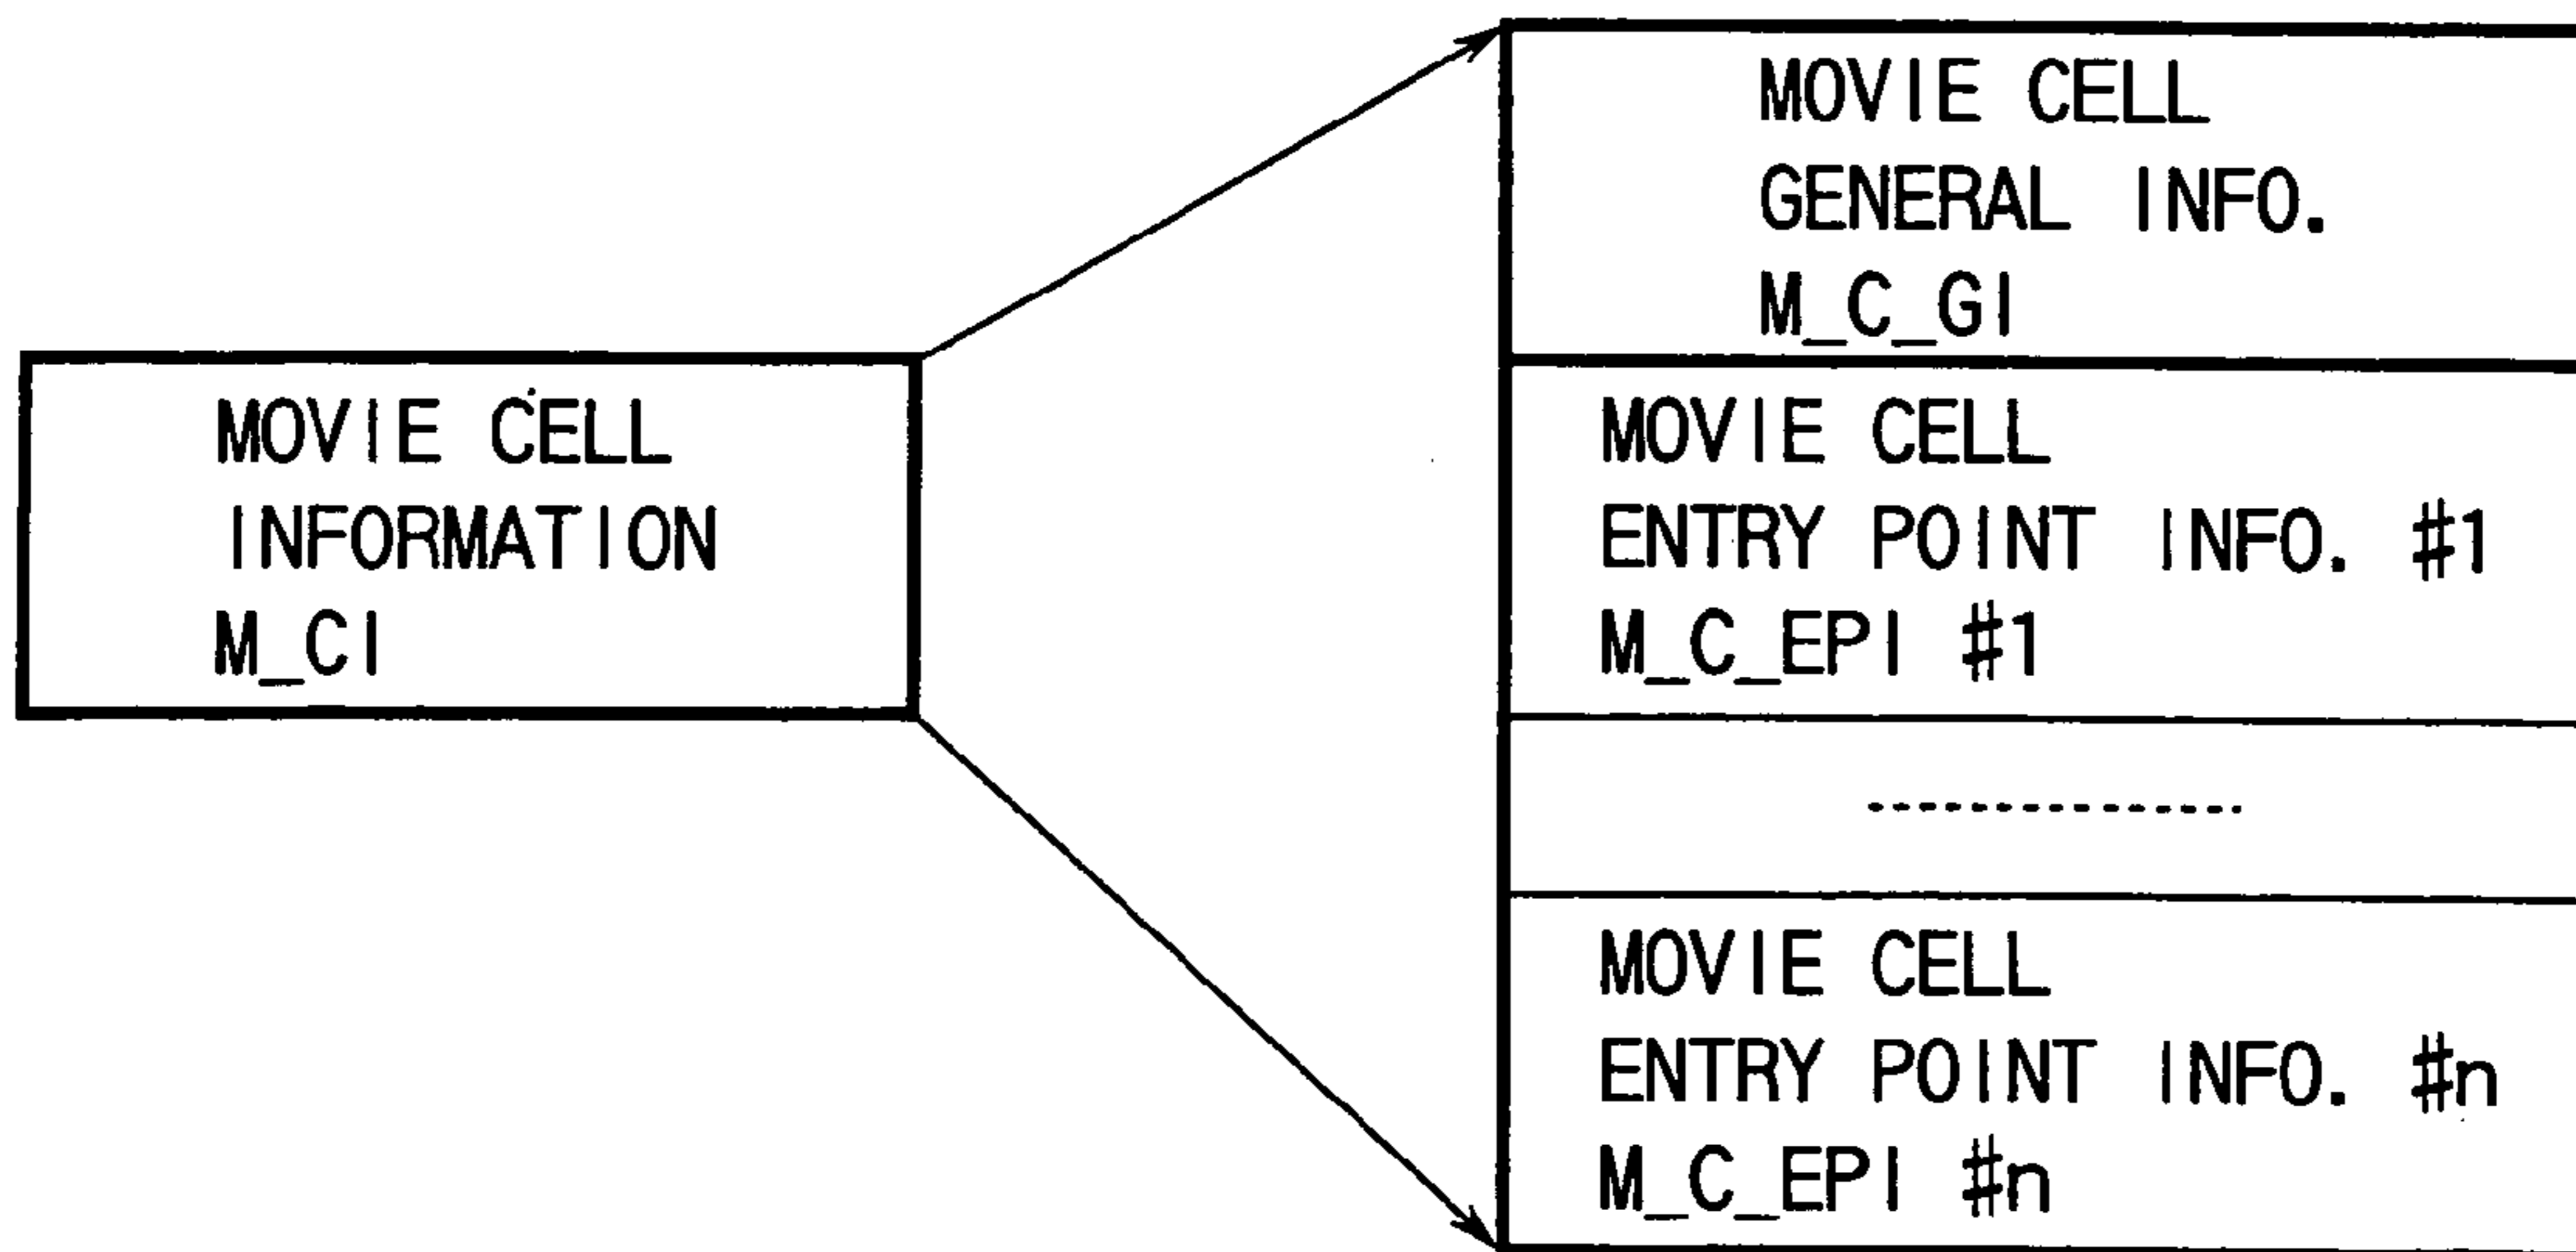 MOVIE CELL
INFORMATION
M_CI
MOVIE CELL
GENERAL INFO.
M_C_GI
MOVIE CELL
ENTRY POINT INFO. #1
M_C_EPI #1
MOVIE CELL
ENTRY POINT INFO. #n
M_C_EPI #n